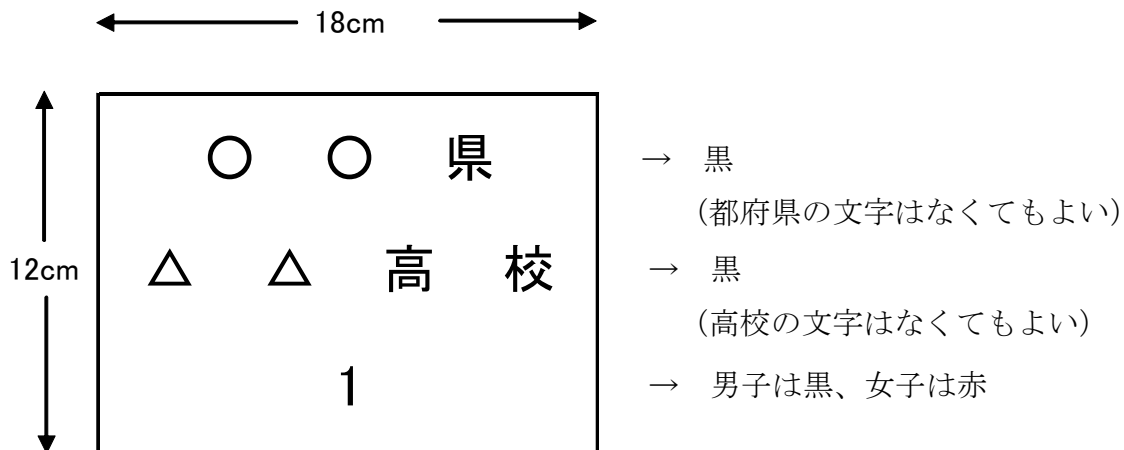 18cm
○ ○ 県 → 黒
(都府県の文字はなくてもよい)
12cm △ △ 高 校 → 黒
(高校の文字はなくてもよい)
1 → 男子は黒、女子は赤